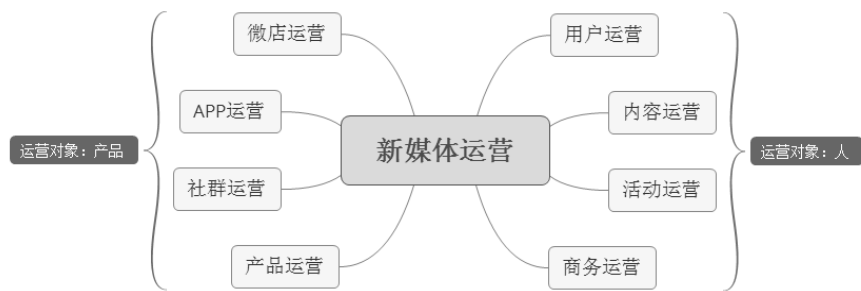 微店运营
用户运营
APP运营
内容运营
运营对象：产品
新媒体运营
运营对象：人
社群运营
活动运营
产品运营
商务运营